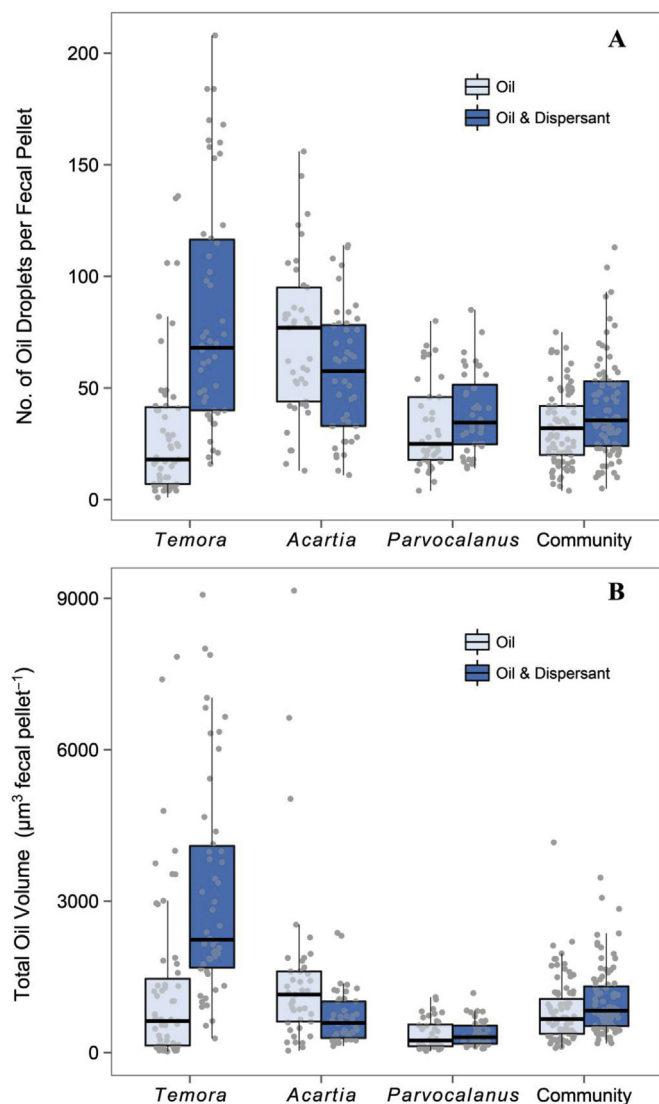 A
Oil
Oil & Dispersant
No. of Oil Droplets per Fecal Pellet
200
150
100
50
0
Temora Acartia Parvocalanus Community
B
Oil
Oil & Dispersant
Total Oil Volume (µm³ fecal pellet⁻¹)
9000
6000
3000
0
Temora Acartia Parvocalanus Community